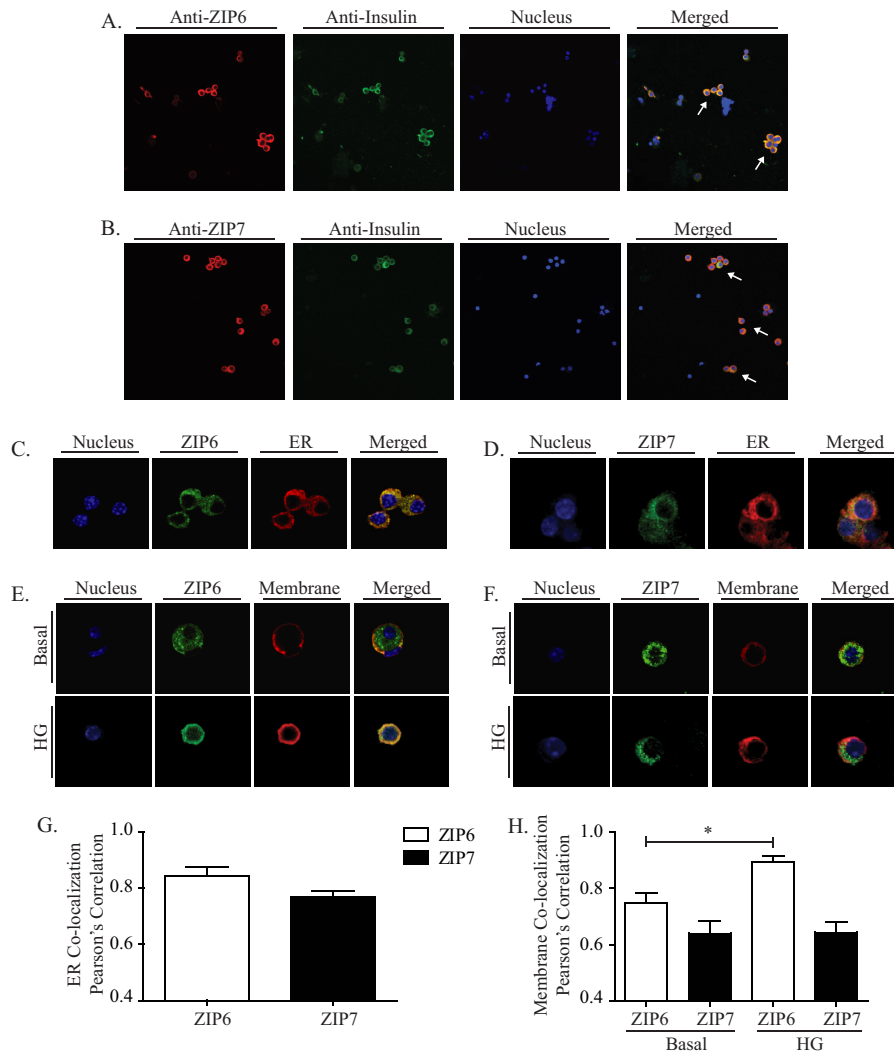 A.
Anti-ZIP6 Anti-Insulin Nucleus Merged
B.
Anti-ZIP7 Anti-Insulin Nucleus Merged
C.
Nucleus ZIP6 ER Merged
D.
Nucleus ZIP7 ER Merged
E.
Nucleus ZIP6 Membrane Merged
Basal
HG
F.
Nucleus ZIP7 Membrane Merged
Basal
HG
G.
ER Co-localization
Pearson's Correlation
1.0
0.8
0.6
0.4
ZIP6 ZIP7
ZIP6
ZIP7
H.
Membrane Co-localization
Pearson's Correlation
1.0
0.8
0.6
0.4
*
ZIP6 ZIP7 ZIP6 ZIP7
Basal HG